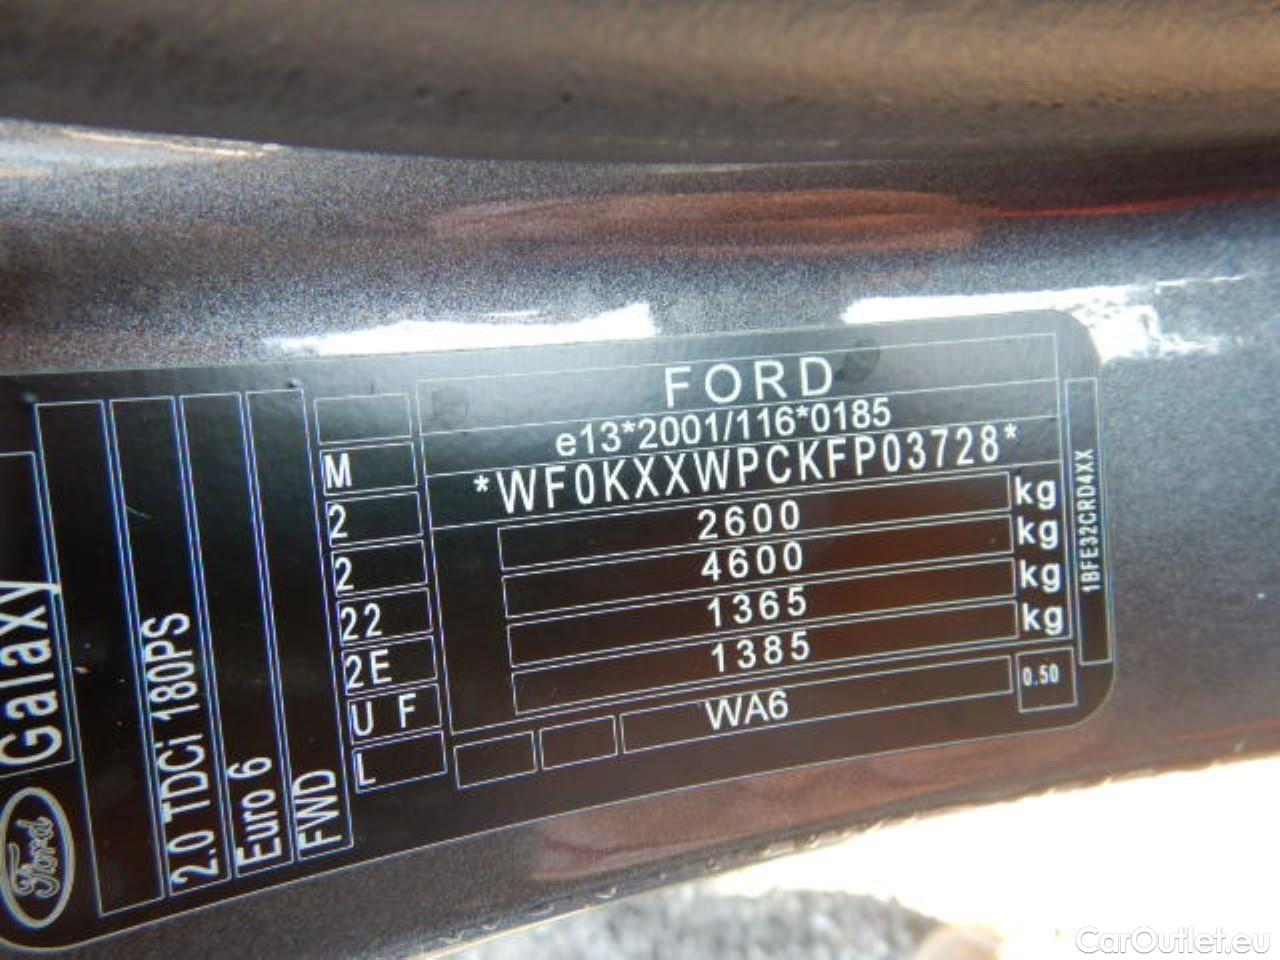 FORD
e13*2001/116*0185
*WF0KXXWPCKFP03728*
2600 kg
4600 kg
1365 kg
1385 kg
WA6
0.50
1BFE32CRD4XX
M
2
2
22
2E
U F
L
FWD
Euro 6
2.0 TDCi 180PS
Galaxy
Ford
CarOutlet.eu